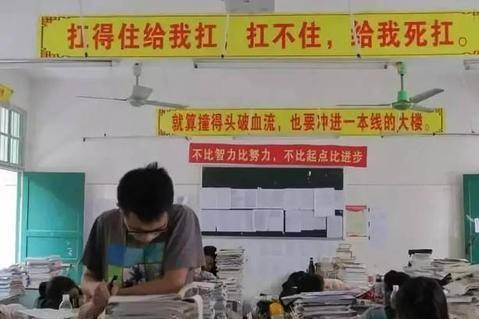 扛得住给我扛 扛不住，给我死扛。
就算撞得头破血流，也要冲进一本线的大楼。
不比智力比努力，不比起点比进步